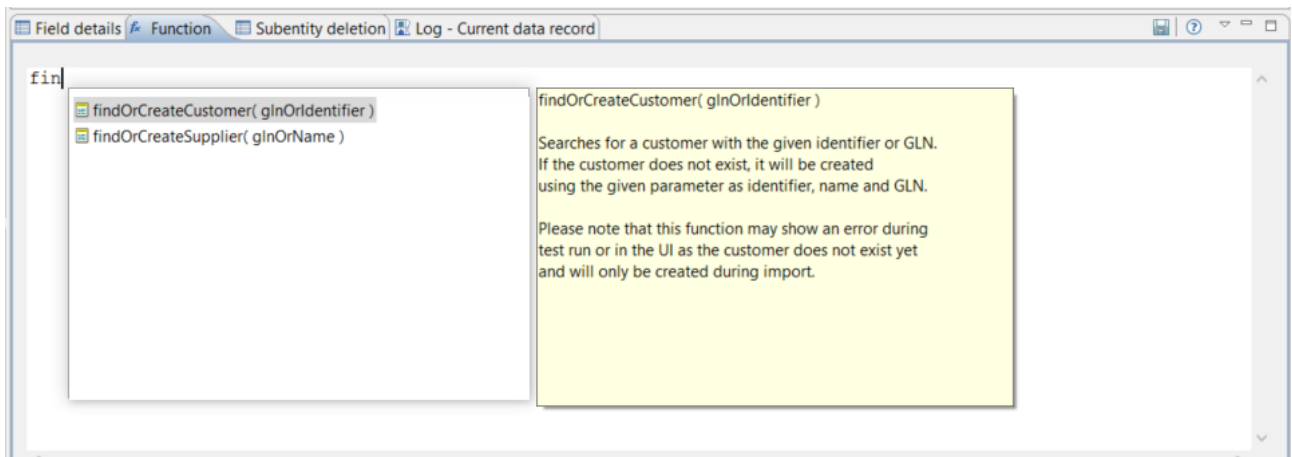 Field details Function Subentity deletion Log - Current data record
fin
findOrCreateCustomer( glnOrIdentifier )
findOrCreateSupplier( glnOrName )
findOrCreateCustomer( glnOrIdentifier )
Searches for a customer with the given identifier or GLN.
If the customer does not exist, it will be created
using the given parameter as identifier, name and GLN.
Please note that this function may show an error during
test run or in the UI as the customer does not exist yet
and will only be created during import.